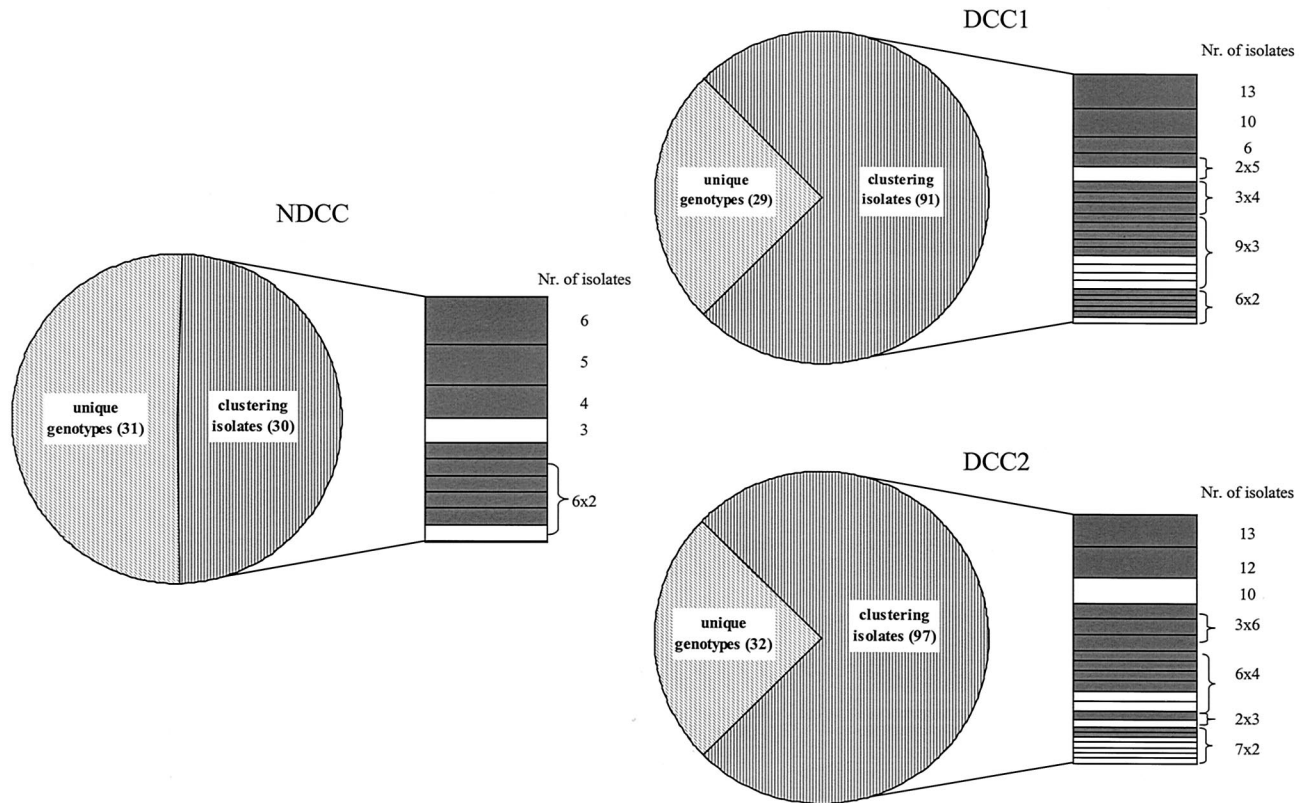 NDCC
unique
genotypes (31)
clustering
isolates (30)
Nr. of isolates
6
5
4
3
6x2
DCC1
unique
genotypes (29)
clustering
isolates (91)
Nr. of isolates
13
10
6
2x5
3x4
9x3
6x2
DCC2
unique
genotypes (32)
clustering
isolates (97)
Nr. of isolates
13
12
10
3x6
6x4
2x3
7x2